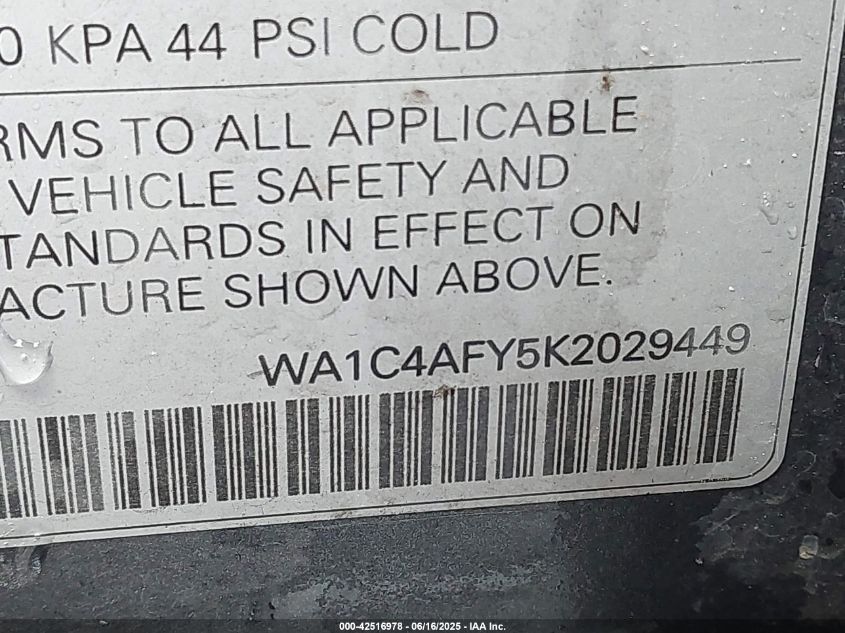 0 KPA 44 PSI COLD
RMS TO ALL APPLICABLE
VEHICLE SAFETY AND
TANDARDS IN EFFECT ON
ACTURE SHOWN ABOVE.
WA1C4AFY5K2029449
000-42516978 - 06/16/2025 - IAA Inc.